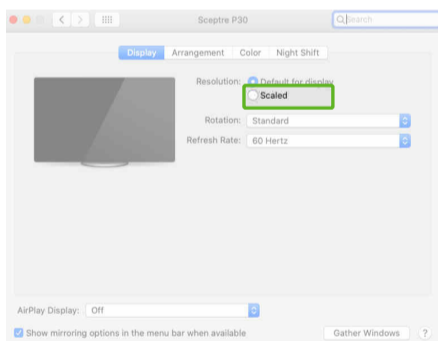 Sceptre P30
Search
Display Arrangement Color Night Shift
Resolution: Default for display
Scaled
Rotation: Standard
Refresh Rate: 60 Hertz
AirPlay Display: Off
Show mirroring options in the menu bar when available
Gather Windows ?